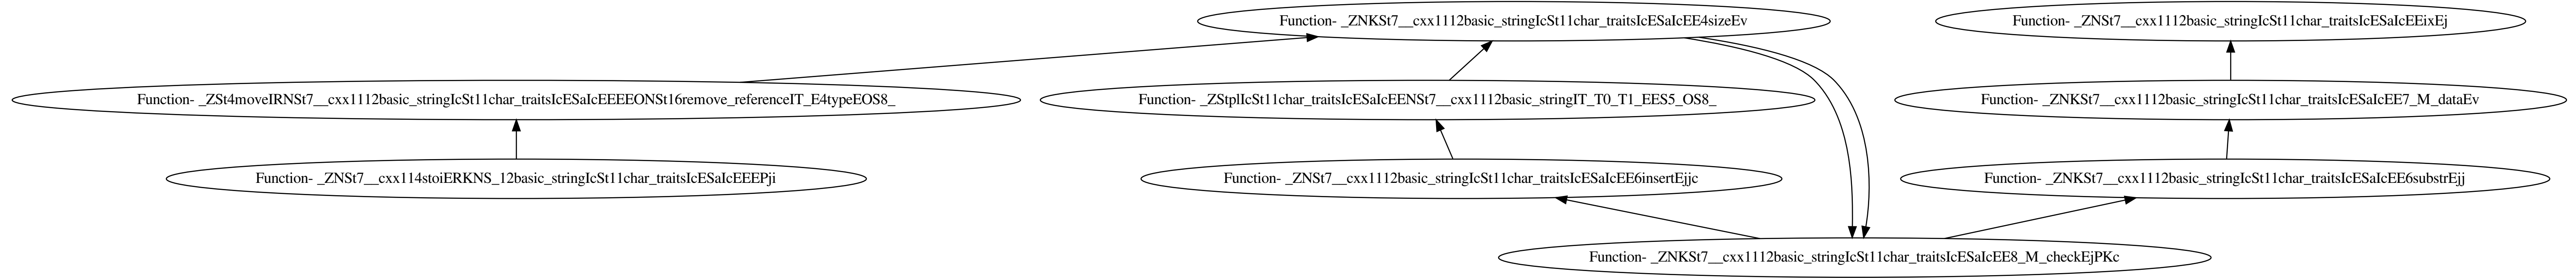 Function- _ZNKSt7__cxx1112basic_stringIcSt11char_traitsIcESaIcEE4sizeEv
Function- _ZNSt7__cxx1112basic_stringIcSt11char_traitsIcESaIcEEixEj
Function- _ZSt4moveIRNSt7__cxx1112basic_stringIcSt11char_traitsIcESaIcEEEEONSt16remove_referenceIT_E4typeEOS8_
Function- _ZStplIcSt11char_traitsIcESaIcEENSt7__cxx1112basic_stringIT_T0_T1_EES5_OS8_
Function- _ZNKSt7__cxx1112basic_stringIcSt11char_traitsIcESaIcEE7_M_dataEv
Function- _ZNSt7__cxx114stoiERKNS_12basic_stringIcSt11char_traitsIcESaIcEEEPji
Function- _ZNSt7__cxx1112basic_stringIcSt11char_traitsIcESaIcEE6insertEjjc
Function- _ZNKSt7__cxx1112basic_stringIcSt11char_traitsIcESaIcEE6substrEjj
Function- _ZNKSt7__cxx1112basic_stringIcSt11char_traitsIcESaIcEE8_M_checkEjPKc